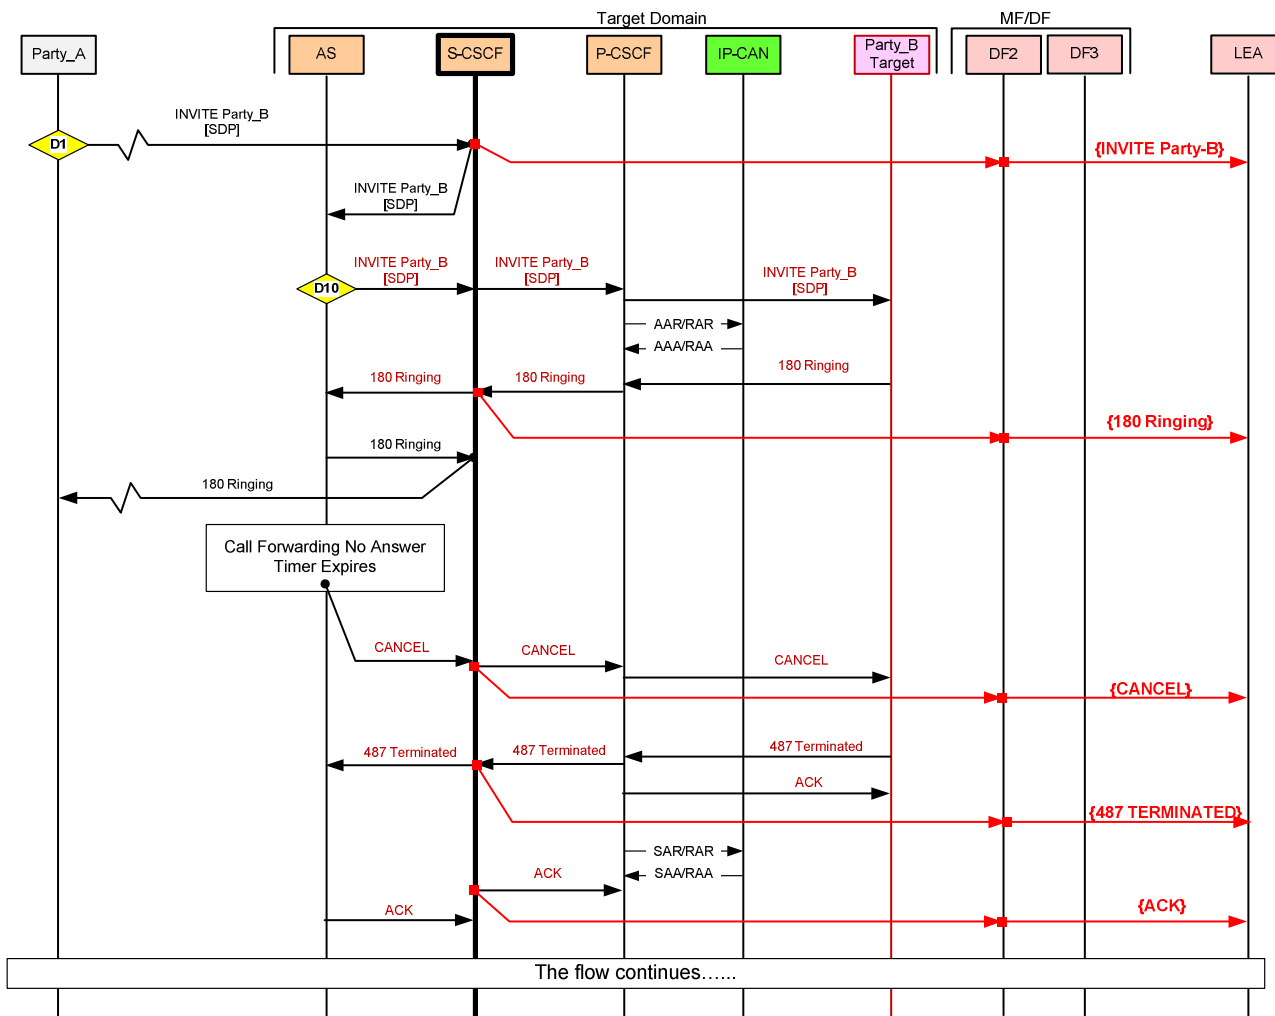 Target Domain
MF/DF
Party_A
AS
S-CSCF
P-CSCF
IP-CAN
Party_B
Target
DF2
DF3
LEA
INVITE Party_B
[SDP]
D1
{INVITE Party-B}
INVITE Party_B
[SDP]
INVITE Party_B
[SDP]
INVITE Party_B
[SDP]
INVITE Party_B
[SDP]
D10
AAR/RAR
AAA/RAA
180 Ringing
180 Ringing
180 Ringing
{180 Ringing}
180 Ringing
180 Ringing
Call Forwarding No Answer
Timer Expires
CANCEL
CANCEL
CANCEL
{CANCEL}
487 Terminated
487 Terminated
487 Terminated
ACK
{487 TERMINATED}
SAR/RAR
SAA/RAA
ACK
ACK
{ACK}
The flow continues......